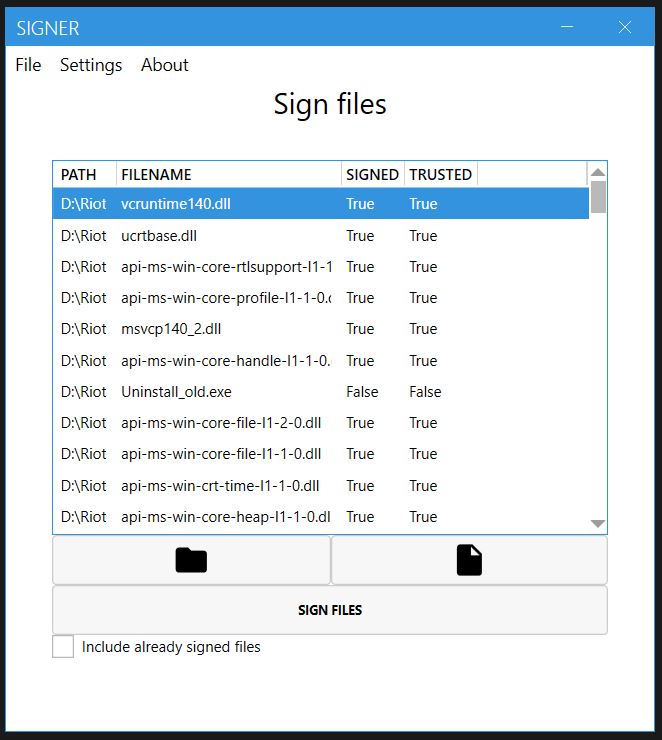 SIGNER
File Settings About
Sign files
PATH FILENAME SIGNED TRUSTED
D:\Riot vcruntime140.dll True True
D:\Riot ucrtbase.dll True True
D:\Riot api-ms-win-core-rtlsupport-l1-1 True True
D:\Riot api-ms-win-core-profile-l1-1-0.d True True
D:\Riot msvcp140_2.dll True True
D:\Riot api-ms-win-core-handle-l1-1-0. True True
D:\Riot Uninstall_old.exe False False
D:\Riot api-ms-win-core-file-l1-2-0.dll True True
D:\Riot api-ms-win-core-file-l1-1-0.dll True True
D:\Riot api-ms-win-crt-time-l1-1-0.dll True True
D:\Riot api-ms-win-core-heap-l1-1-0.dl True True
SIGN FILES
Include already signed files